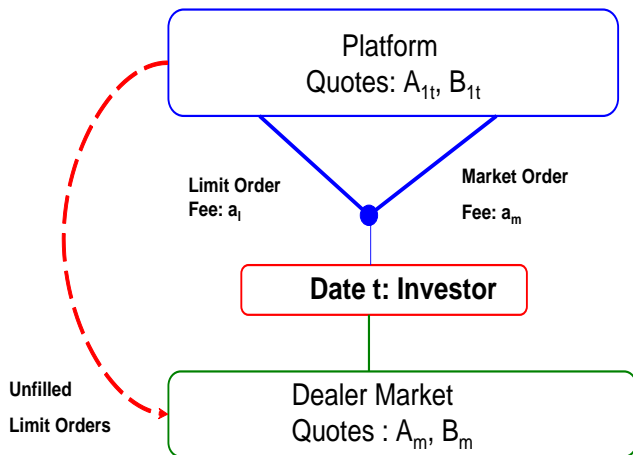 Platform
Quotes: A1t, B1t
Limit Order
Fee: al
Market Order
Fee: am
Date t: Investor
Unfilled
Limit Orders
Dealer Market
Quotes : Am, Bm